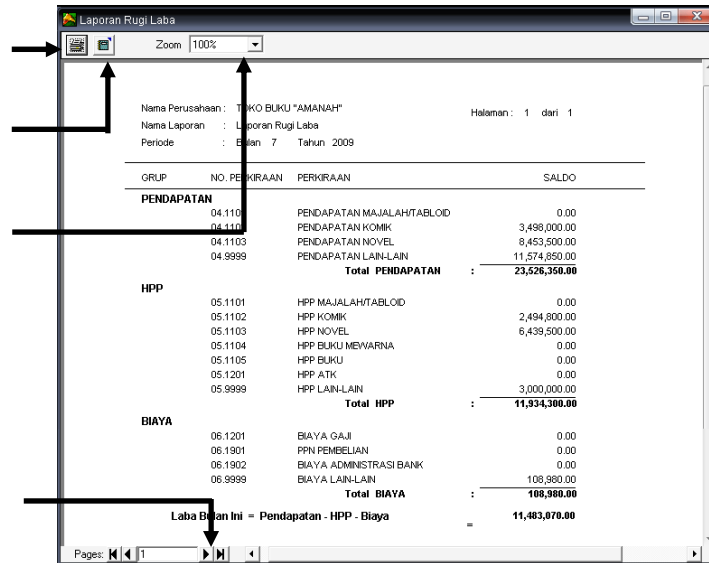 Laporan Rugi Laba
Zoom 100%
Nama Perusahaan : TOKO BUKU "AMANAH" Halaman : 1 dari 1
Nama Laporan : Laporan Rugi Laba
Periode : Bulan 7 Tahun 2009
GRUP NO. PERKIRAAN PERKIRAAN SALDO
PENDAPATAN
04.110 PENDAPATAN MAJALAH/TABLOID 0.00
04.110 PENDAPATAN KOMIK 3,498,000.00
04.1103 PENDAPATAN NOVEL 8,453,500.00
04.9999 PENDAPATAN LAIN-LAIN 11,574,850.00
Total PENDAPATAN : 23,526,350.00
HPP
05.1101 HPP MAJALAH/TABLOID 0.00
05.1102 HPP KOMIK 2,494,800.00
05.1103 HPP NOVEL 6,439,500.00
05.1104 HPP BUKU MEWARNA 0.00
05.1105 HPP BUKU 0.00
05.1201 HPP ATK 0.00
05.9999 HPP LAIN-LAIN 3,000,000.00
Total HPP : 11,934,300.00
BIAYA
06.1201 BIAYA GAJI 0.00
06.1901 PPN PEMBELIAN 0.00
06.1902 BIAYA ADMINISTRASI BANK 0.00
06.9999 BIAYA LAIN-LAIN 108,980.00
Total BIAYA : 108,980.00
Laba Bulan Ini = Pendapatan - HPP - Biaya = 11,483,070.00
Pages: 1